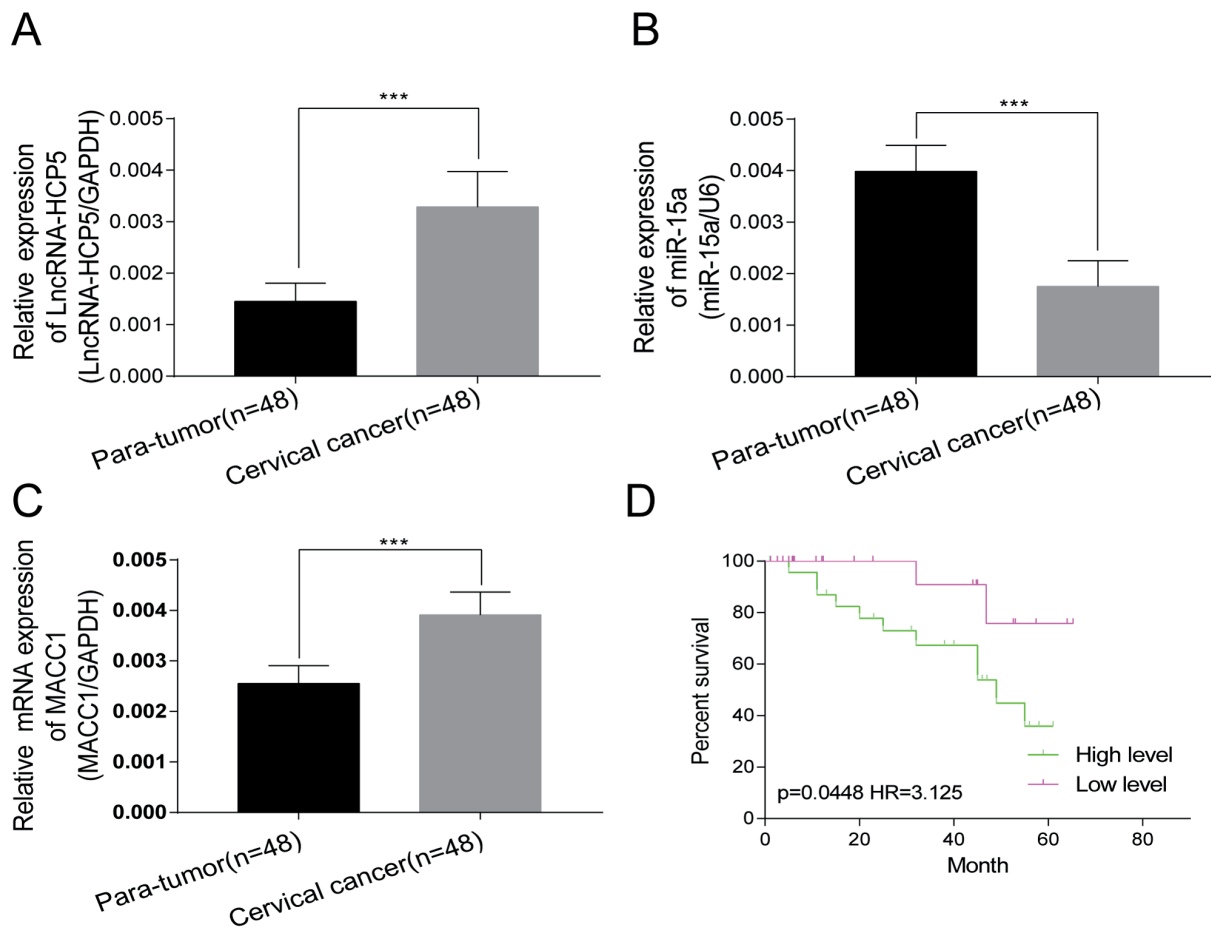 A
Relative expression
of LncRNA-HCP5
(LncRNA-HCP5/GAPDH)
0.005
0.004
0.003
0.002
0.001
0.000
***
Para-tumor(n=48)
Cervical cancer(n=48)
B
Relative expression
of miR-15a
(miR-15a/U6)
0.005
0.004
0.003
0.002
0.001
0.000
***
Para-tumor(n=48)
Cervical cancer(n=48)
C
Relative mRNA expression
of MACC1
(MACC1/GAPDH)
0.005
0.004
0.003
0.002
0.001
0.000
***
Para-tumor(n=48)
Cervical cancer(n=48)
D
Percent survival
100
80
60
40
20
0
High level
Low level
p=0.0448 HR=3.125
0 20 40 60 80
Month